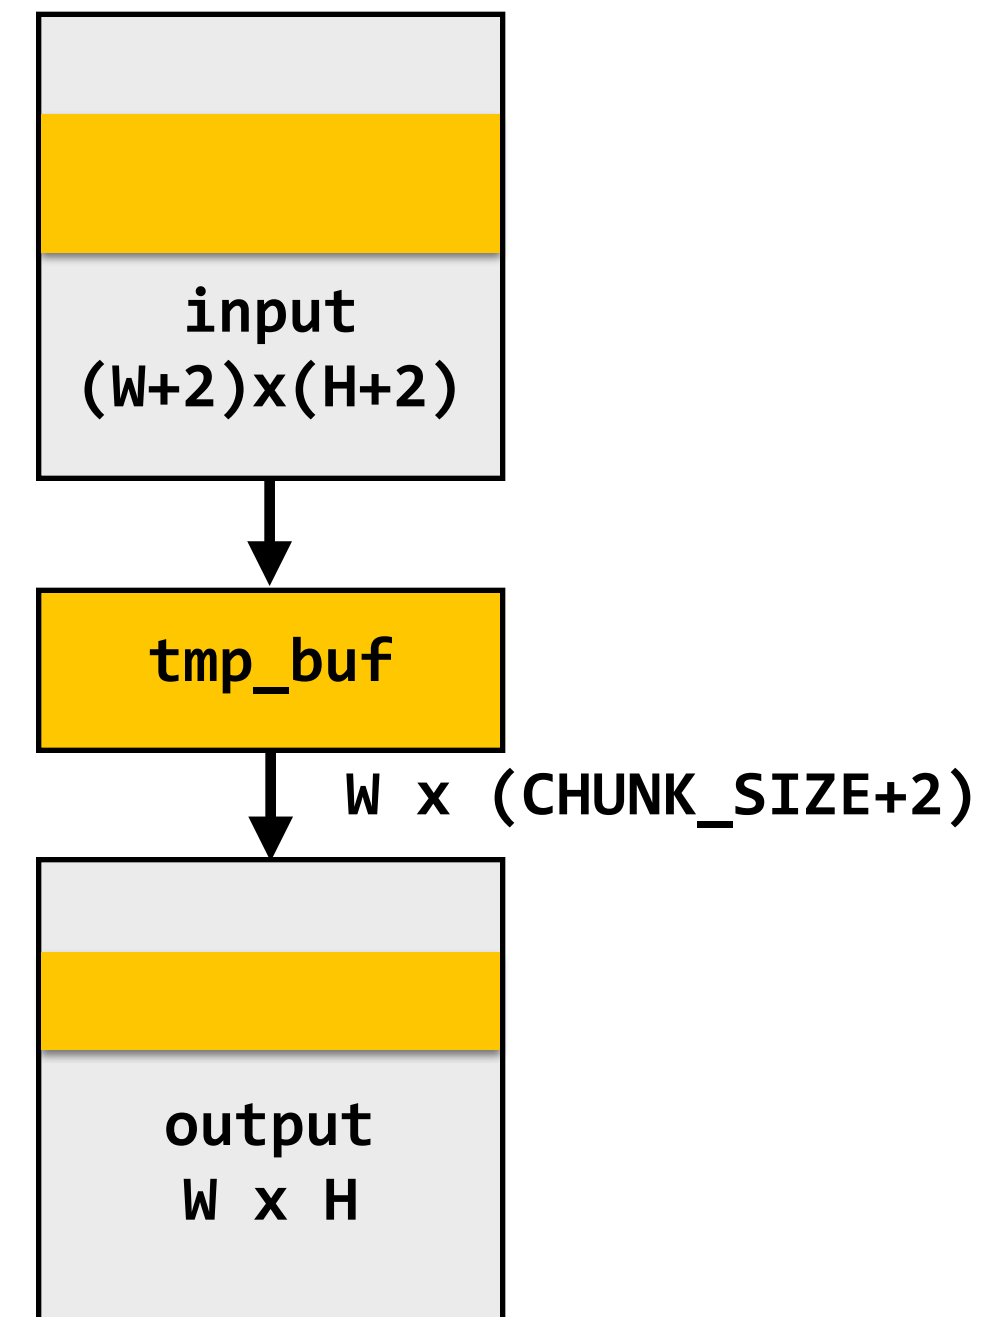 input
(W+2)x(H+2)
tmp_buf
W x (CHUNK_SIZE+2)
output
W x H